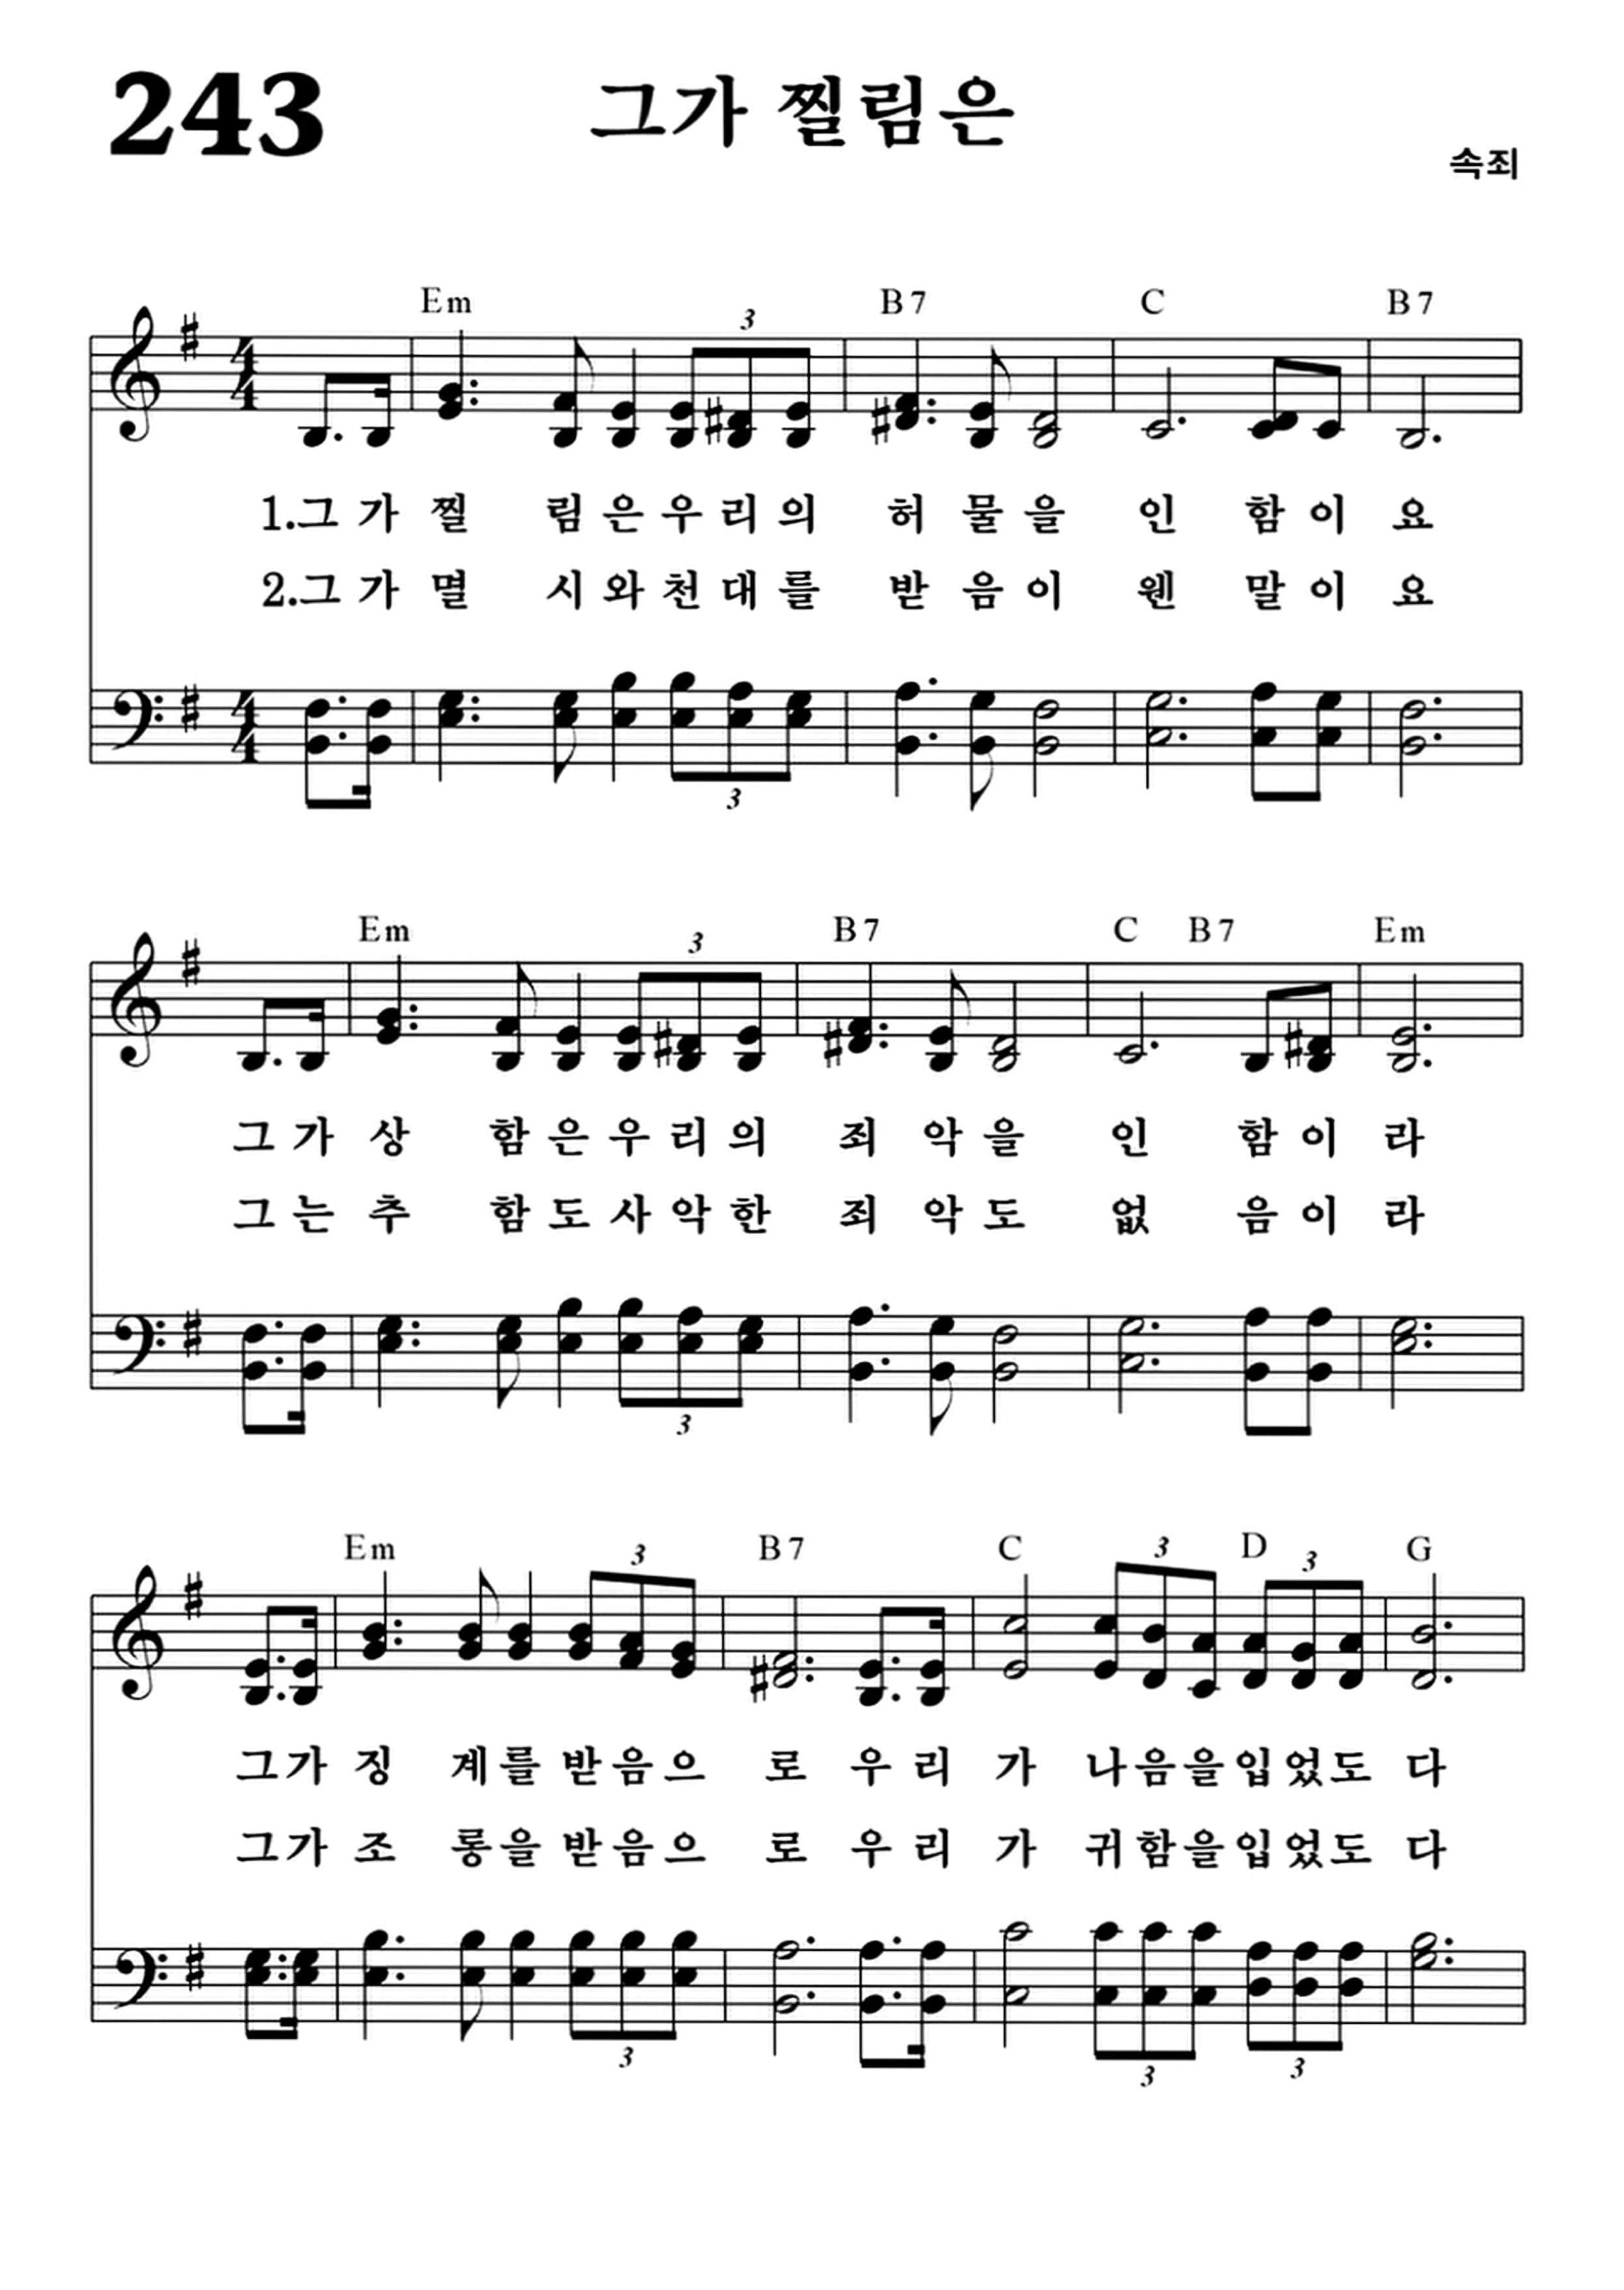 243
그가 찔림은
속죄
Em B7 C B7
3
1.그 가 찔 림 은 우 리 의 허 물 을 인 함 이 요
2.그 가 멸 시 와 천 대 를 받 음 이 웬 말 이 요
3
Em B7 C B7 Em
3
그 가 상 함 은 우 리 의 죄 악 을 인 함 이 라
그 는 추 함 도 사 악 한 죄 악 도 없 음 이 라
3
Em B7 C D G
3 3 3
그 가 징 계 를 받 음 으 로 우 리 가 나 음 을 입 었 도 다
그 가 조 롱 을 받 음 으 로 우 리 가 귀 함 을 입 었 도 다
3 3 3